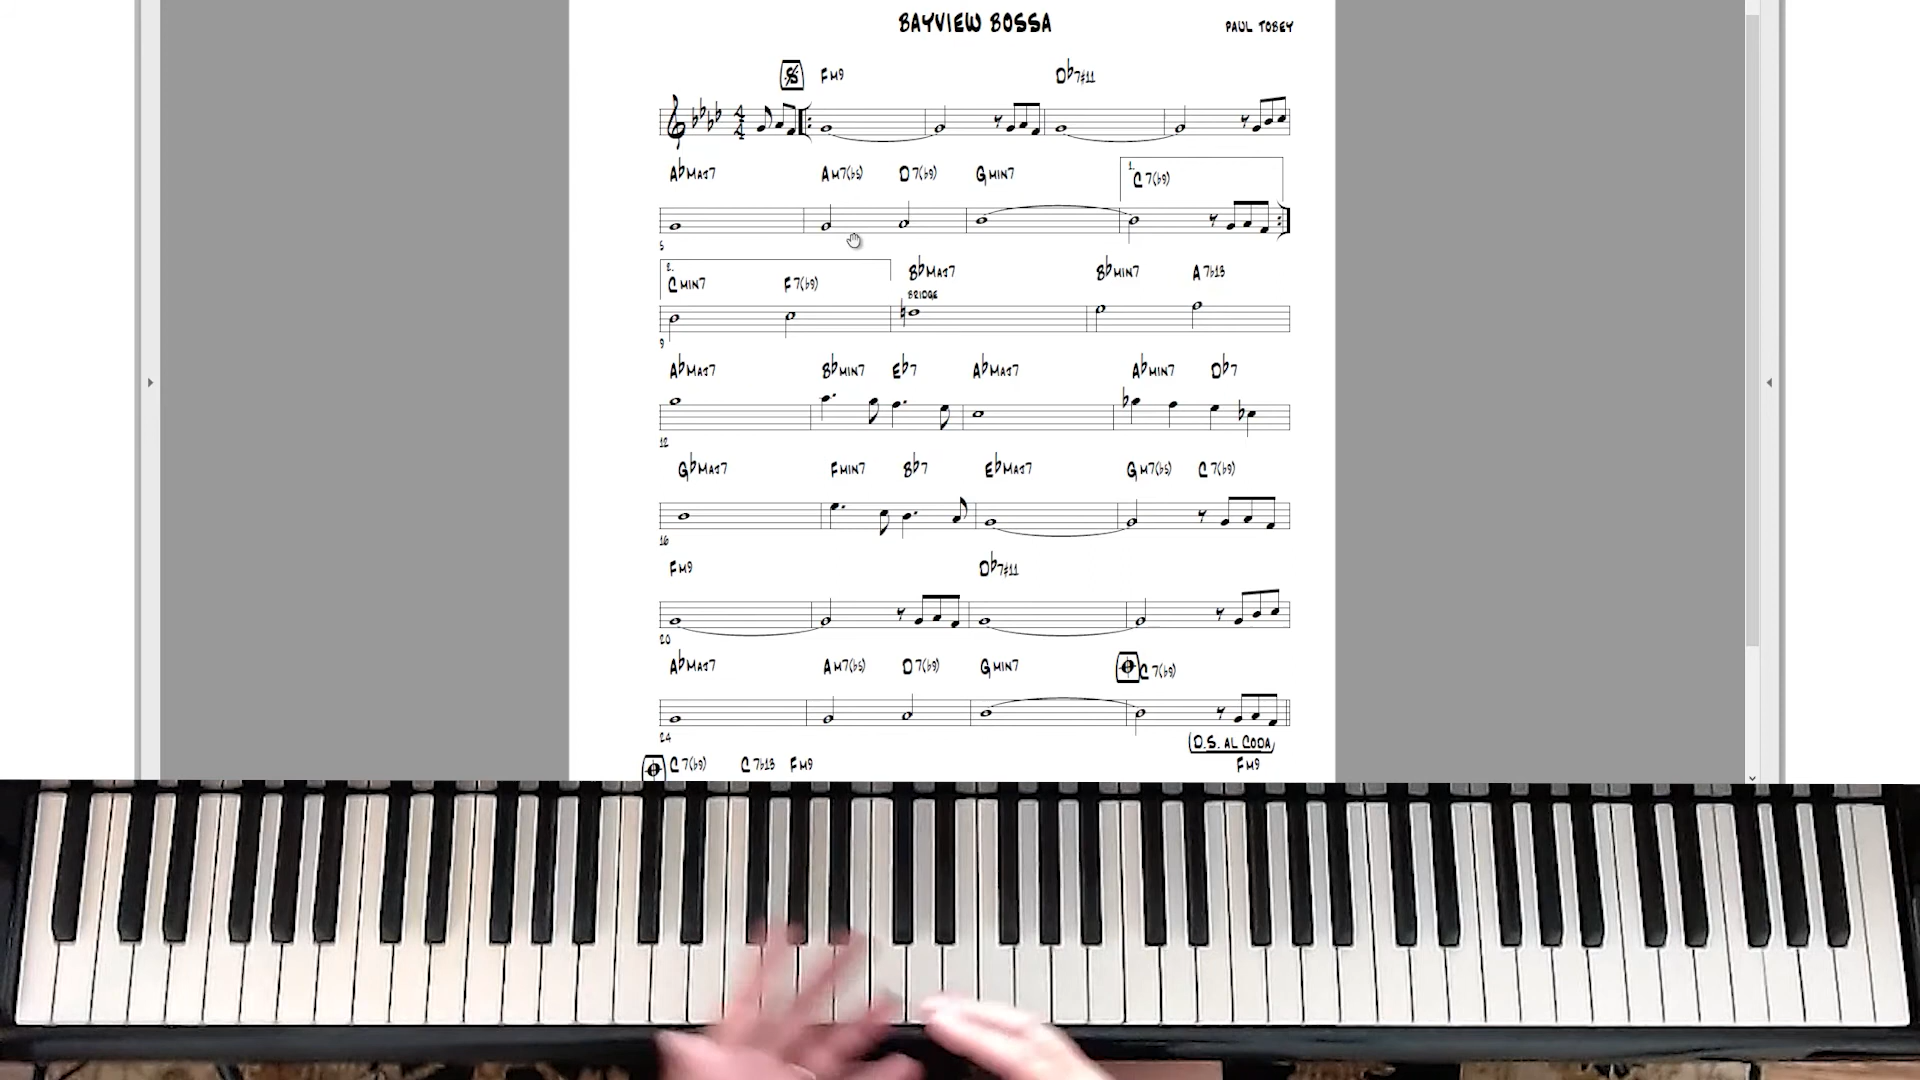 BAYVIEW BOSSA
PAUL TOBEY
FM9 Db7#11
4
4
AbMAJ7 AM7(b5) D7(b9) GMIN7 1. C7(b9)
5
2.
CMIN7 F7(b9) BbMAJ7 BbMIN7 A7b13
BRIDGE
9
AbMAJ7 BbMIN7 Eb7 AbMAJ7 AbMIN7 Db7
12
GbMAJ7 FMIN7 Bb7 EbMAJ7 GM7(b5) C7(b9)
16
FM9 Db7#11
20
AbMAJ7 AM7(b5) D7(b9) GMIN7 C7(b9)
24
(D.S. AL CODA)
C7(b9) C7b13 FM9 FM9